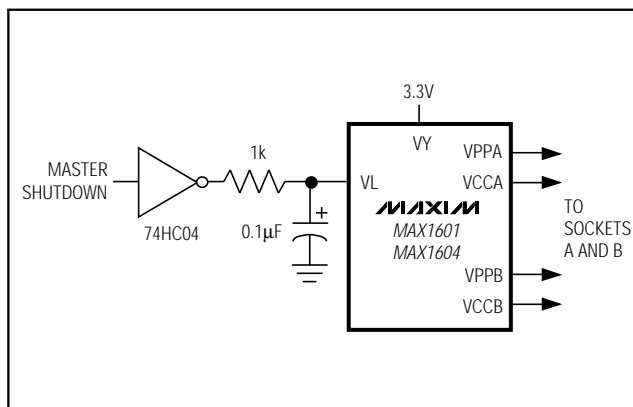 3.3V
VY
1k
MASTER
SHUTDOWN
74HC04
0.1µF
+
VL
MAXIM
MAX1601
MAX1604
VPPA
VCCA
VPPB
VCCB
TO
SOCKETS
A AND B